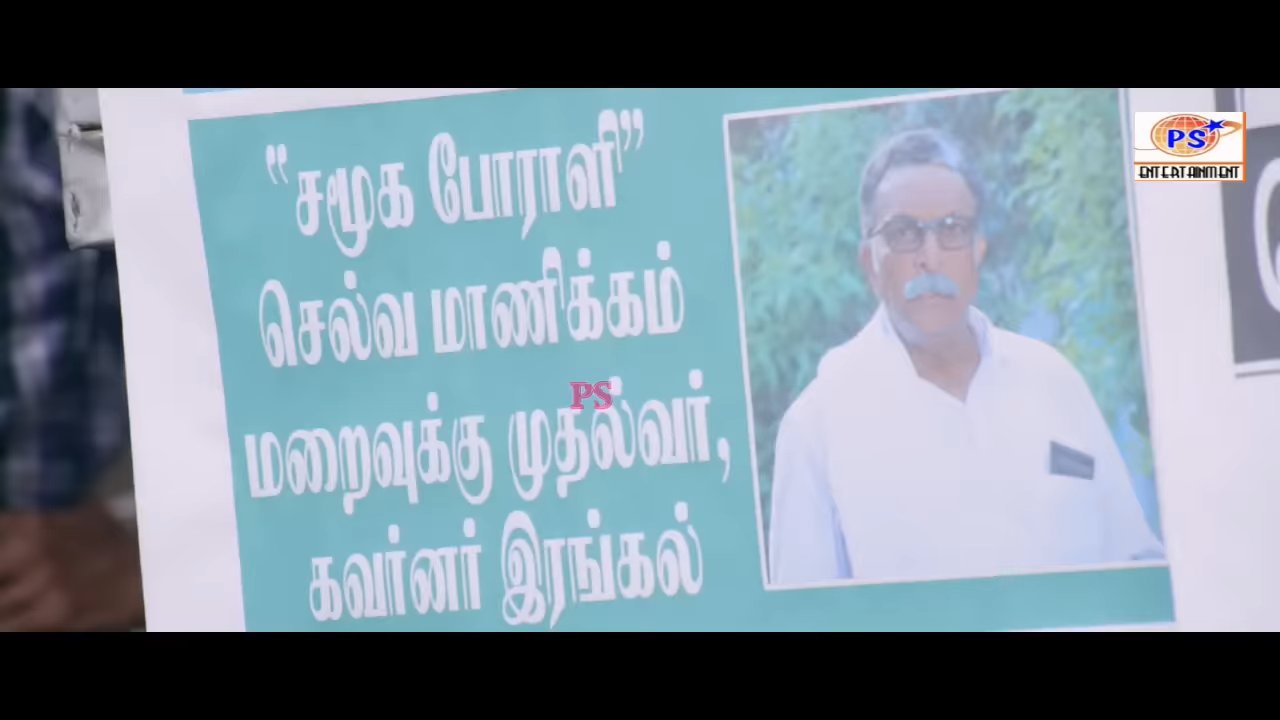 “சமூக போராளி”
செல்வ மாணிக்கம்
மறைவுக்கு முதல்வர்,
கவர்னர் இரங்கல்
PS
PS
ENTERTAINMENT